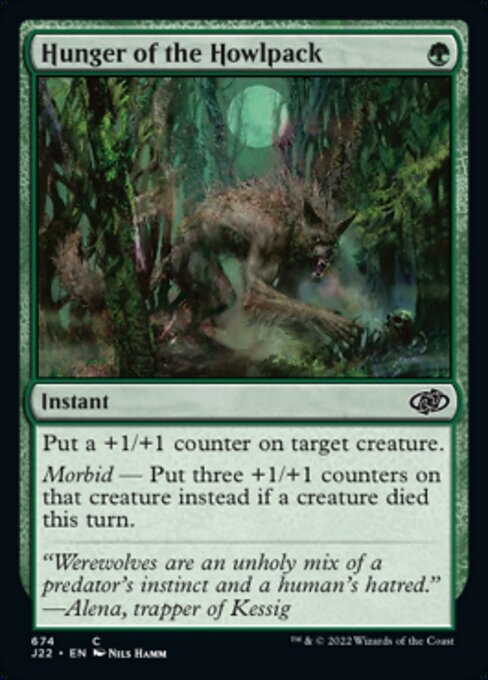 Hunger of the Howlpack
Instant
Put a +1/+1 counter on target creature.
Morbid — Put three +1/+1 counters on
that creature instead if a creature died
this turn.
“Werewolves are an unholy mix of a
predator’s instinct and a human’s hatred.”
—Alena, trapper of Kessig
674 C
J22 • EN Nils Hamm
™ & © 2022 Wizards of the Coast